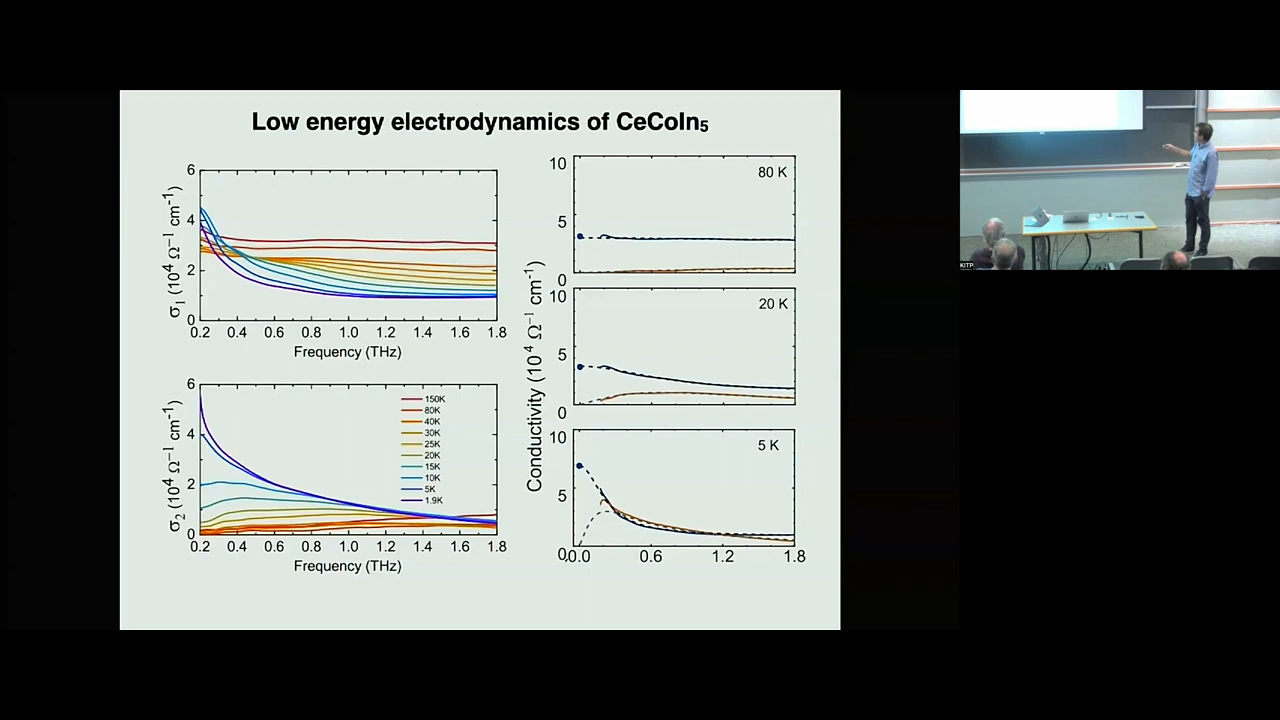 Low energy electrodynamics of CeCoIn₅
6
4
2
0
σ₁ (10⁴ Ω⁻¹ cm⁻¹)
0.2 0.4 0.6 0.8 1.0 1.2 1.4 1.6 1.8
Frequency (THz)
6
4
2
0
σ₂ (10⁴ Ω⁻¹ cm⁻¹)
150K
80K
40K
30K
25K
20K
15K
10K
5K
1.9K
0.2 0.4 0.6 0.8 1.0 1.2 1.4 1.6 1.8
Frequency (THz)
Conductivity (10⁴ Ω⁻¹ cm⁻¹)
10
80 K
5
0
10
20 K
5
0
10
5 K
5
0
0.0 0.6 1.2 1.8
KITP